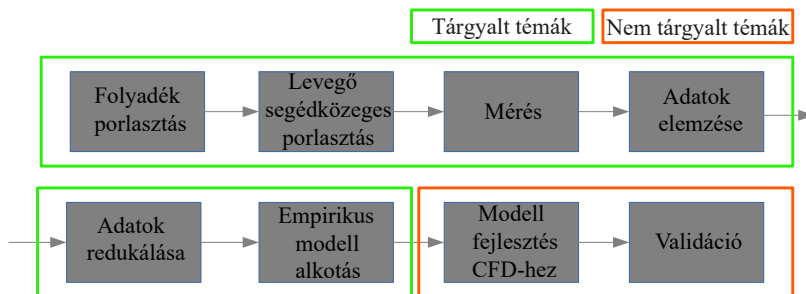 Tárgyalt témák
Nem tárgyalt témák
Folyadék
porlasztás
Levegő
segédközeges
porlasztás
Mérés
Adatok
elemzése
Adatok
redukálása
Empirikus
modell
alkotás
Modell
fejlesztés
CFD-hez
Validáció